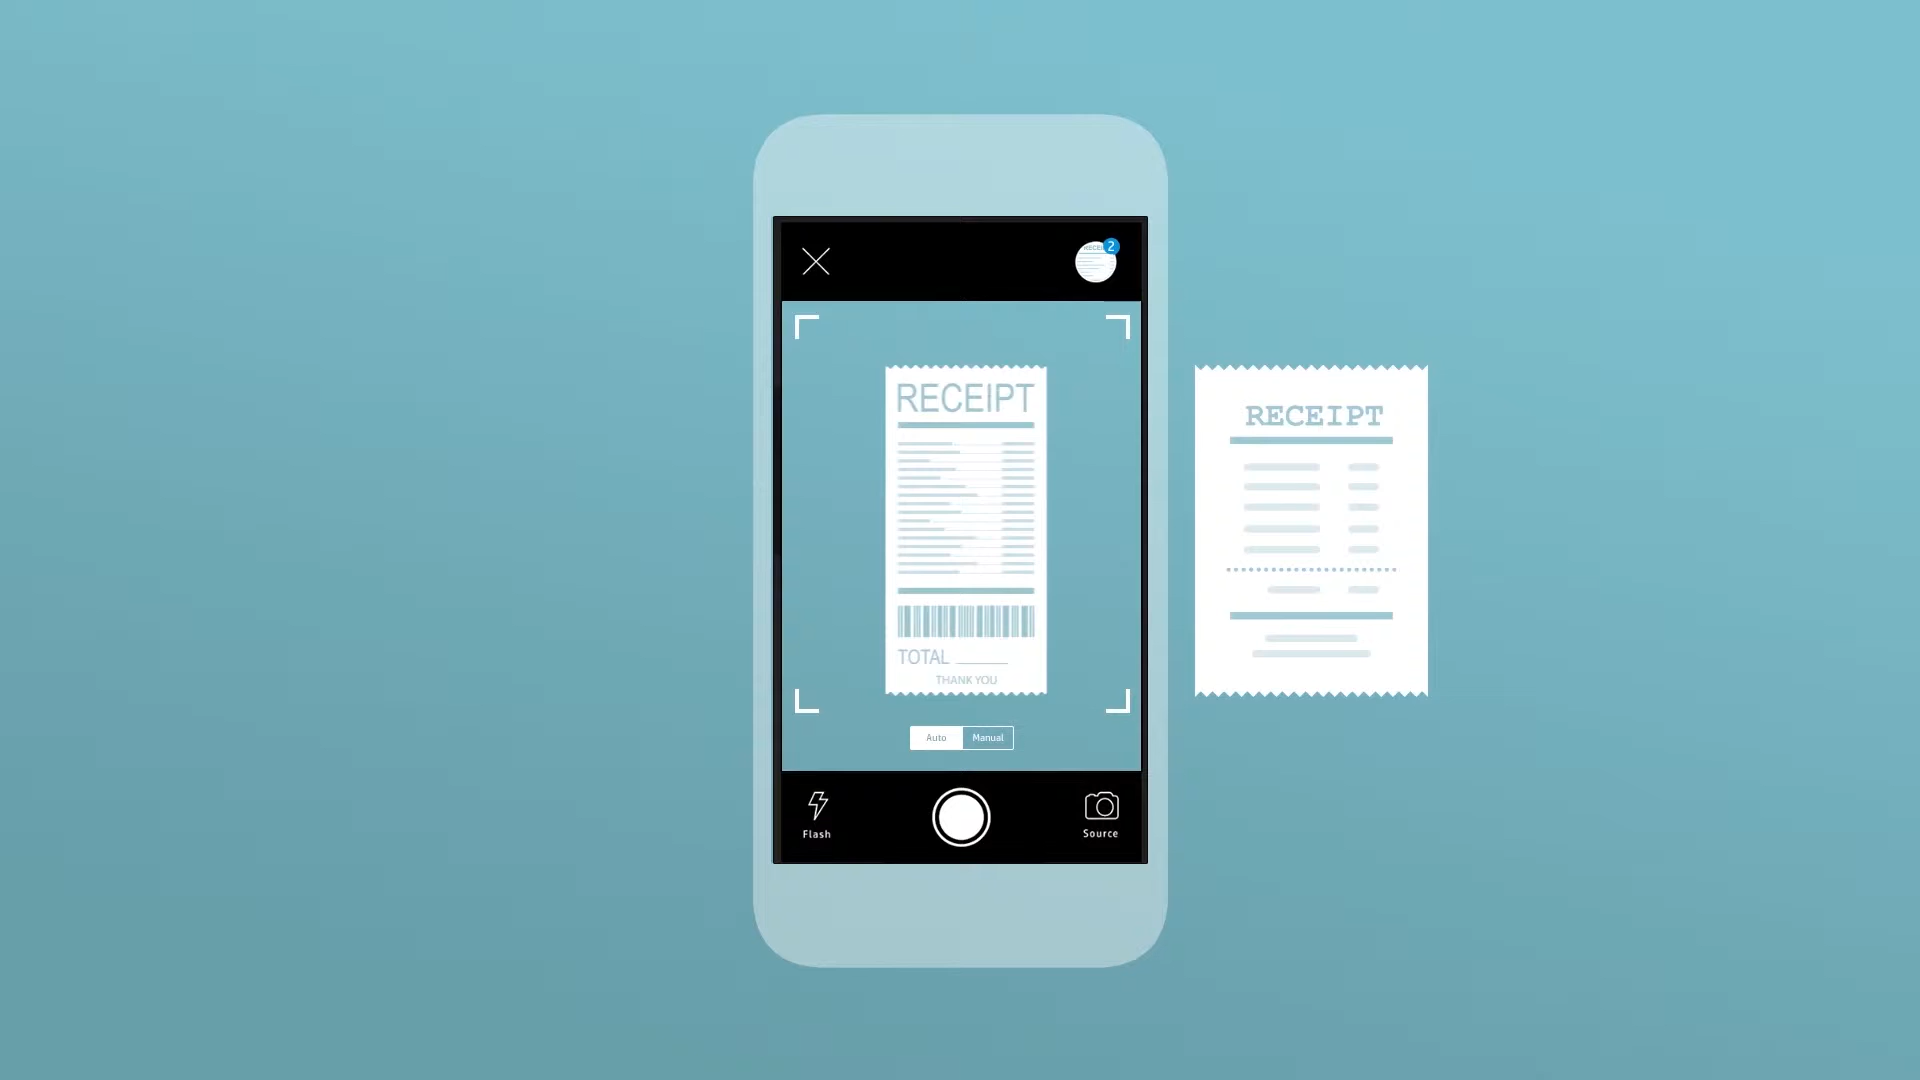 2
RECEIPT
TOTAL
THANK YOU
Auto Manual
Flash
Source
RECEIPT